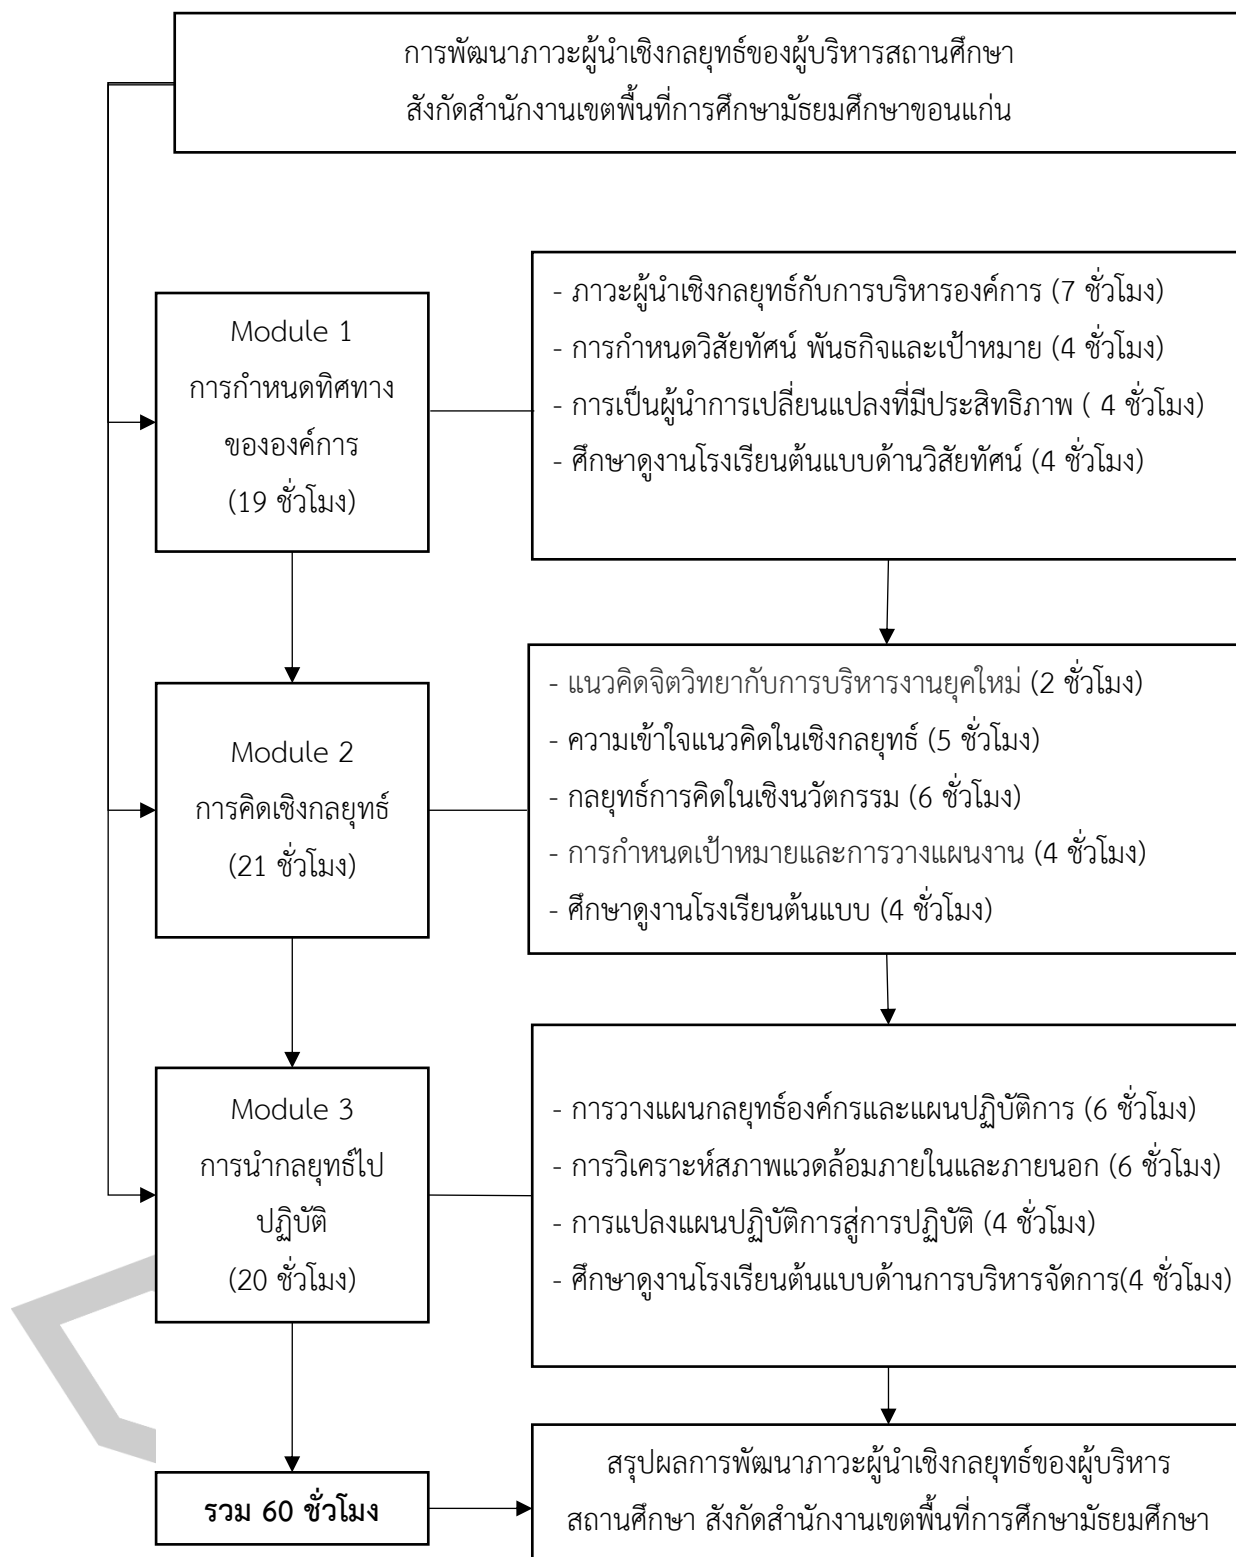 การพัฒนาภาวะผู้นำเชิงกลยุทธ์ของผู้บริหารสถานศึกษา
สังกัดสำนักงานเขตพื้นที่การศึกษามัธยมศึกษาขอนแก่น
Module 1
การกำหนดทิศทาง
ขององค์การ
(19 ชั่วโมง)
- ภาวะผู้นำเชิงกลยุทธ์กับการบริหารองค์การ (7 ชั่วโมง)
- การกำหนดวิสัยทัศน์ พันธกิจและเป้าหมาย (4 ชั่วโมง)
- การเป็นผู้นำการเปลี่ยนแปลงที่มีประสิทธิภาพ ( 4 ชั่วโมง)
- ศึกษาดูงานโรงเรียนต้นแบบด้านวิสัยทัศน์ (4 ชั่วโมง)
Module 2
การคิดเชิงกลยุทธ์
(21 ชั่วโมง)
- แนวคิดจิตวิทยากับการบริหารงานยุคใหม่ (2 ชั่วโมง)
- ความเข้าใจแนวคิดในเชิงกลยุทธ์ (5 ชั่วโมง)
- กลยุทธ์การคิดในเชิงนวัตกรรม (6 ชั่วโมง)
- การกำหนดเป้าหมายและการวางแผนงาน (4 ชั่วโมง)
- ศึกษาดูงานโรงเรียนต้นแบบ (4 ชั่วโมง)
Module 3
การนำกลยุทธ์ไป
ปฏิบัติ
(20 ชั่วโมง)
- การวางแผนกลยุทธ์องค์กรและแผนปฏิบัติการ (6 ชั่วโมง)
- การวิเคราะห์สภาพแวดล้อมภายในและภายนอก (6 ชั่วโมง)
- การแปลงแผนปฏิบัติการสู่การปฏิบัติ (4 ชั่วโมง)
- ศึกษาดูงานโรงเรียนต้นแบบด้านการบริหารจัดการ(4 ชั่วโมง)
รวม 60 ชั่วโมง
สรุปผลการพัฒนาภาวะผู้นำเชิงกลยุทธ์ของผู้บริหาร
สถานศึกษา สังกัดสำนักงานเขตพื้นที่การศึกษามัธยมศึกษา